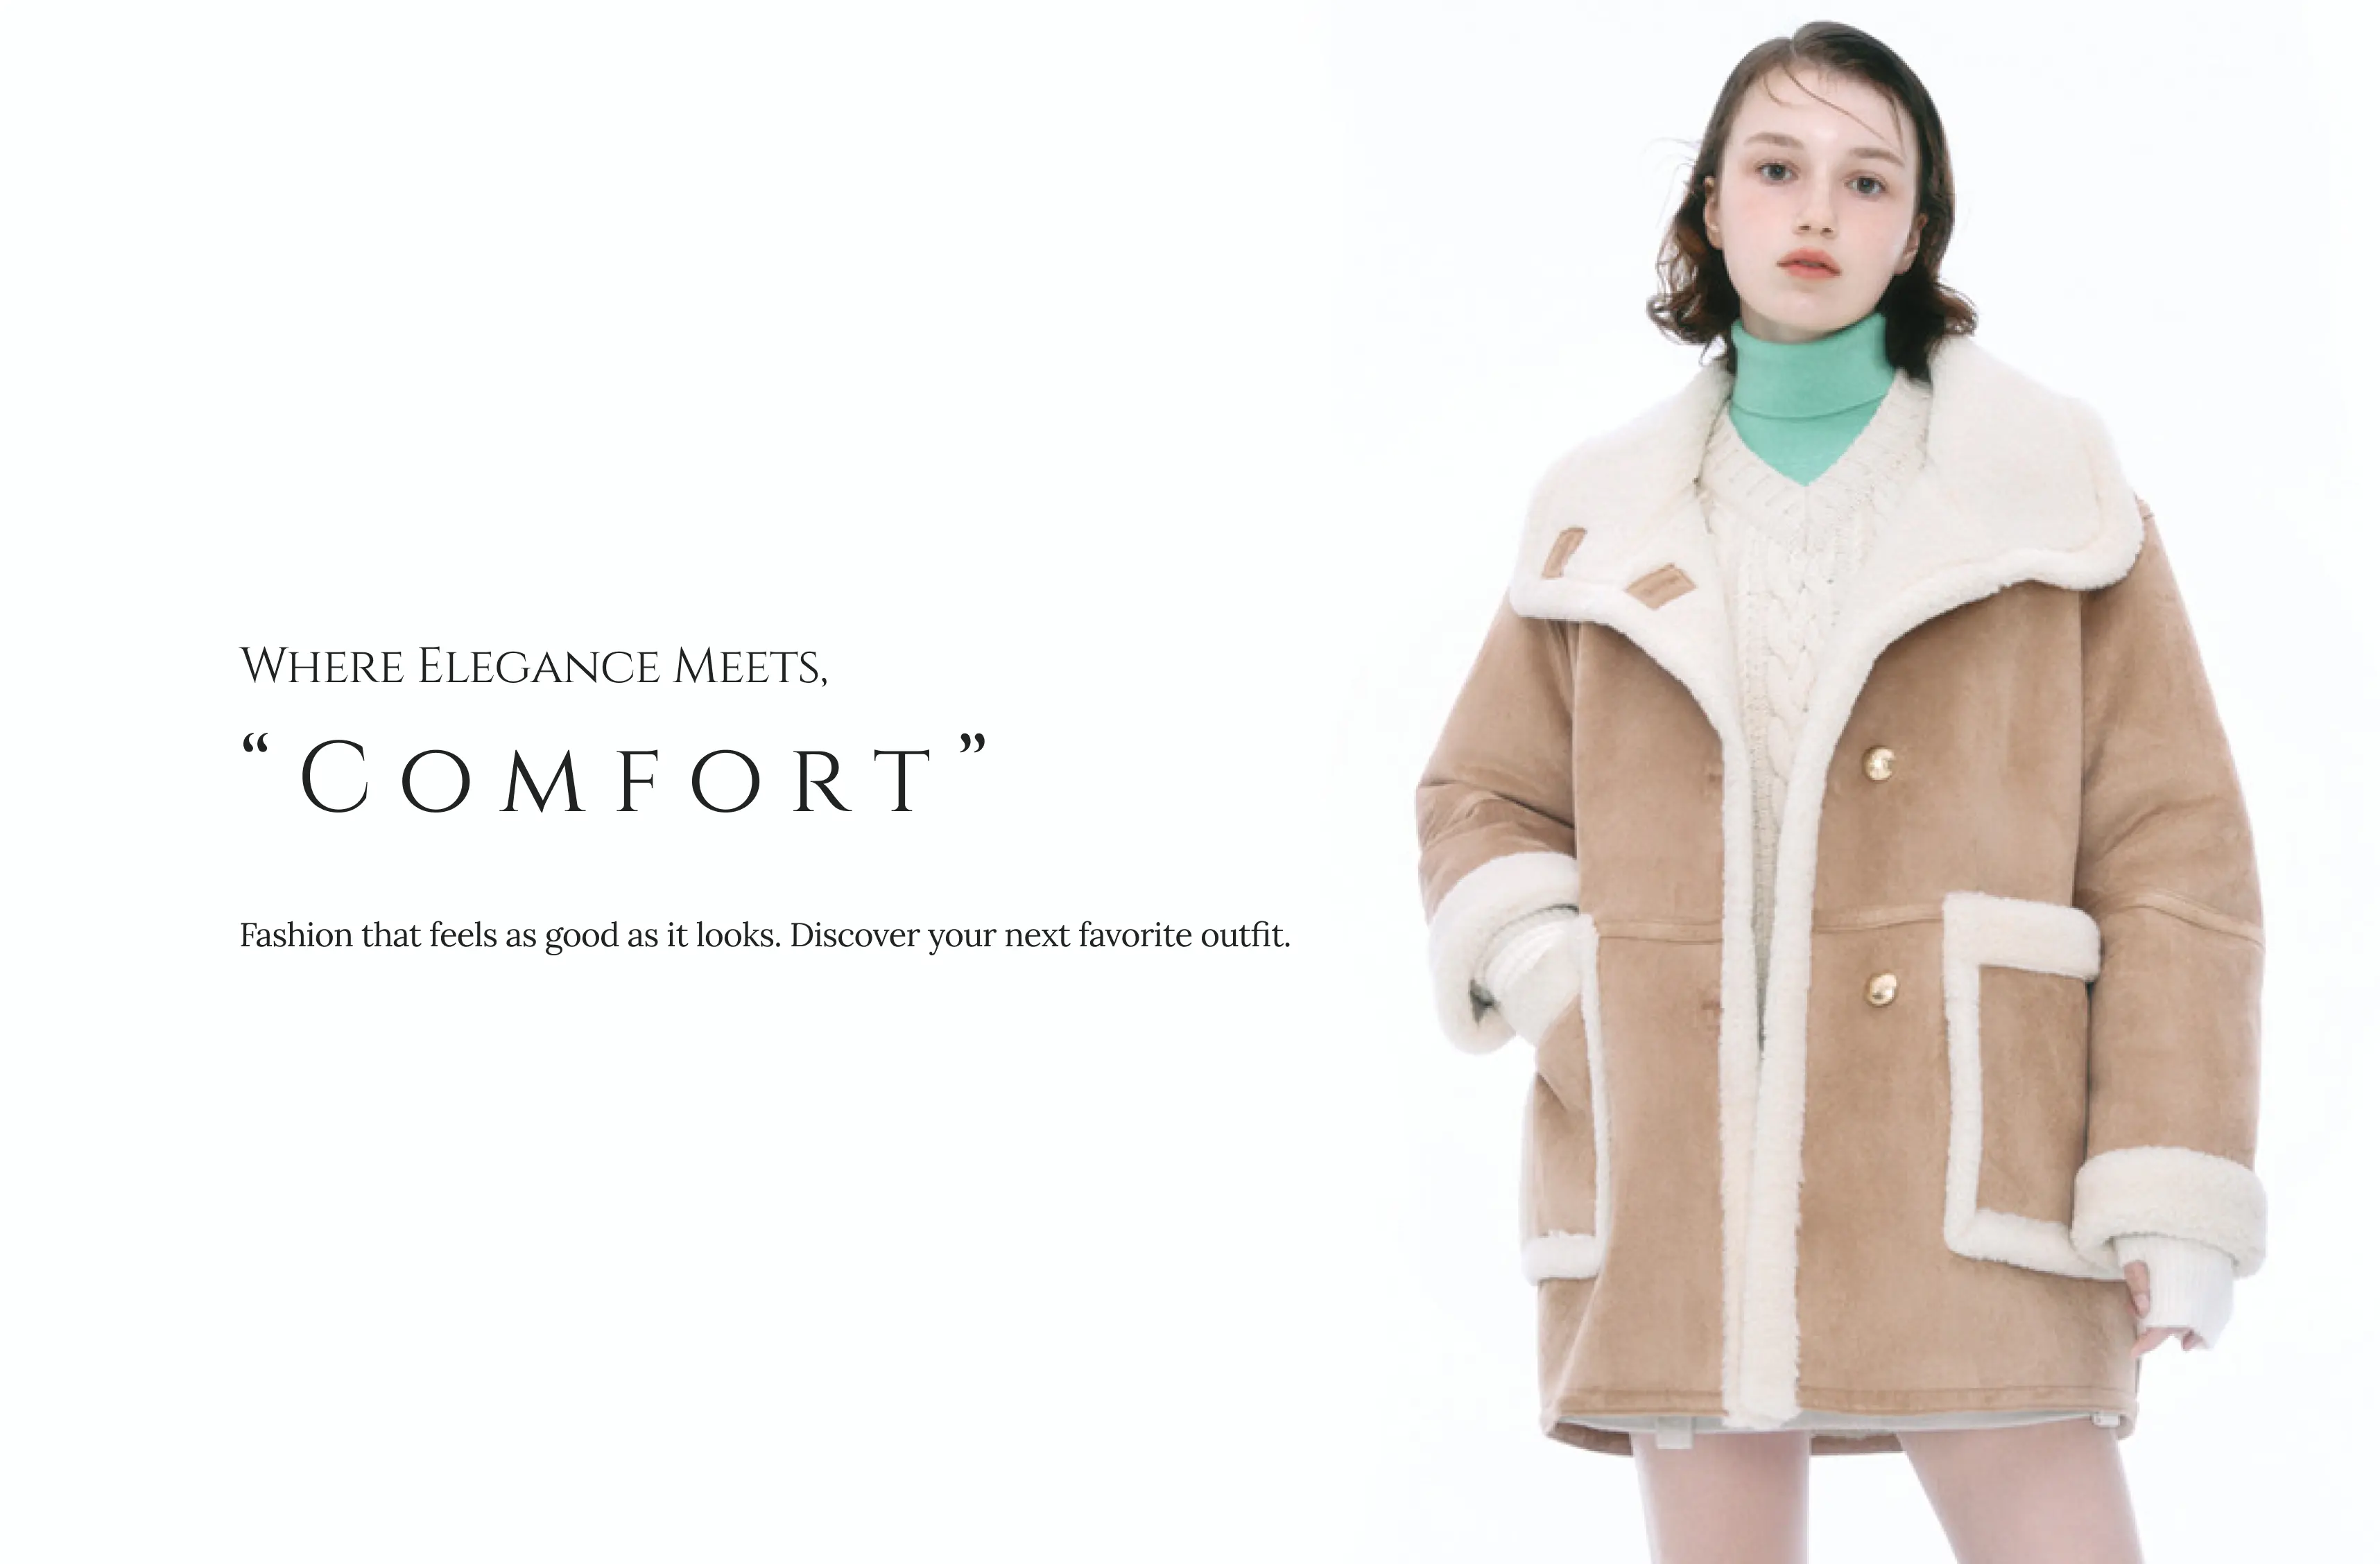 Where Elegance Meets,
“Comfort”
Fashion that feels as good as it looks. Discover your next favorite outfit.